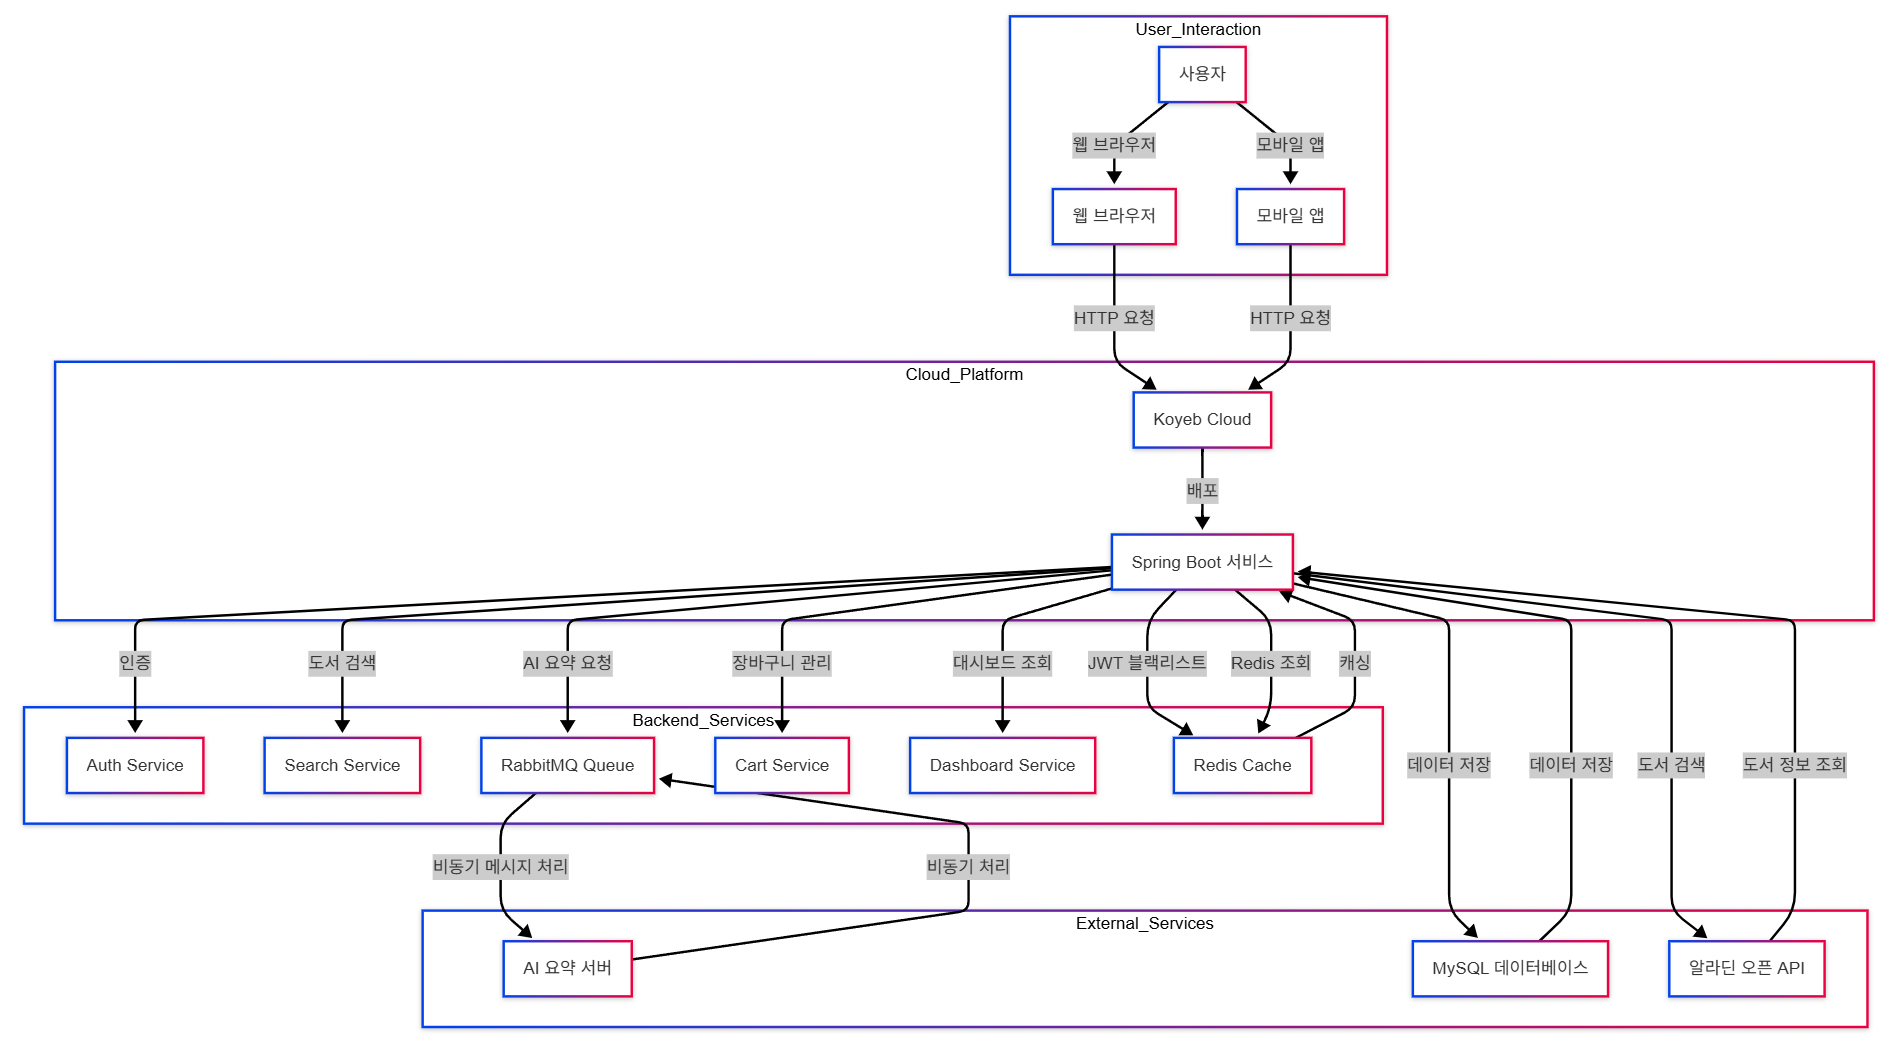 User_Interaction
사용자
웹 브라우저
모바일 앱
웹 브라우저
모바일 앱
HTTP 요청
HTTP 요청
Cloud_Platform
Koyeb Cloud
배포
Spring Boot 서비스
인증
도서 검색
AI 요약 요청
장바구니 관리
대시보드 조회
JWT 블랙리스트
Redis 조회
캐싱
Backend_Services
Auth Service
Search Service
RabbitMQ Queue
Cart Service
Dashboard Service
Redis Cache
데이터 저장
데이터 저장
도서 검색
도서 정보 조회
비동기 메시지 처리
비동기 처리
External_Services
AI 요약 서버
MySQL 데이터베이스
알라딘 오픈 API